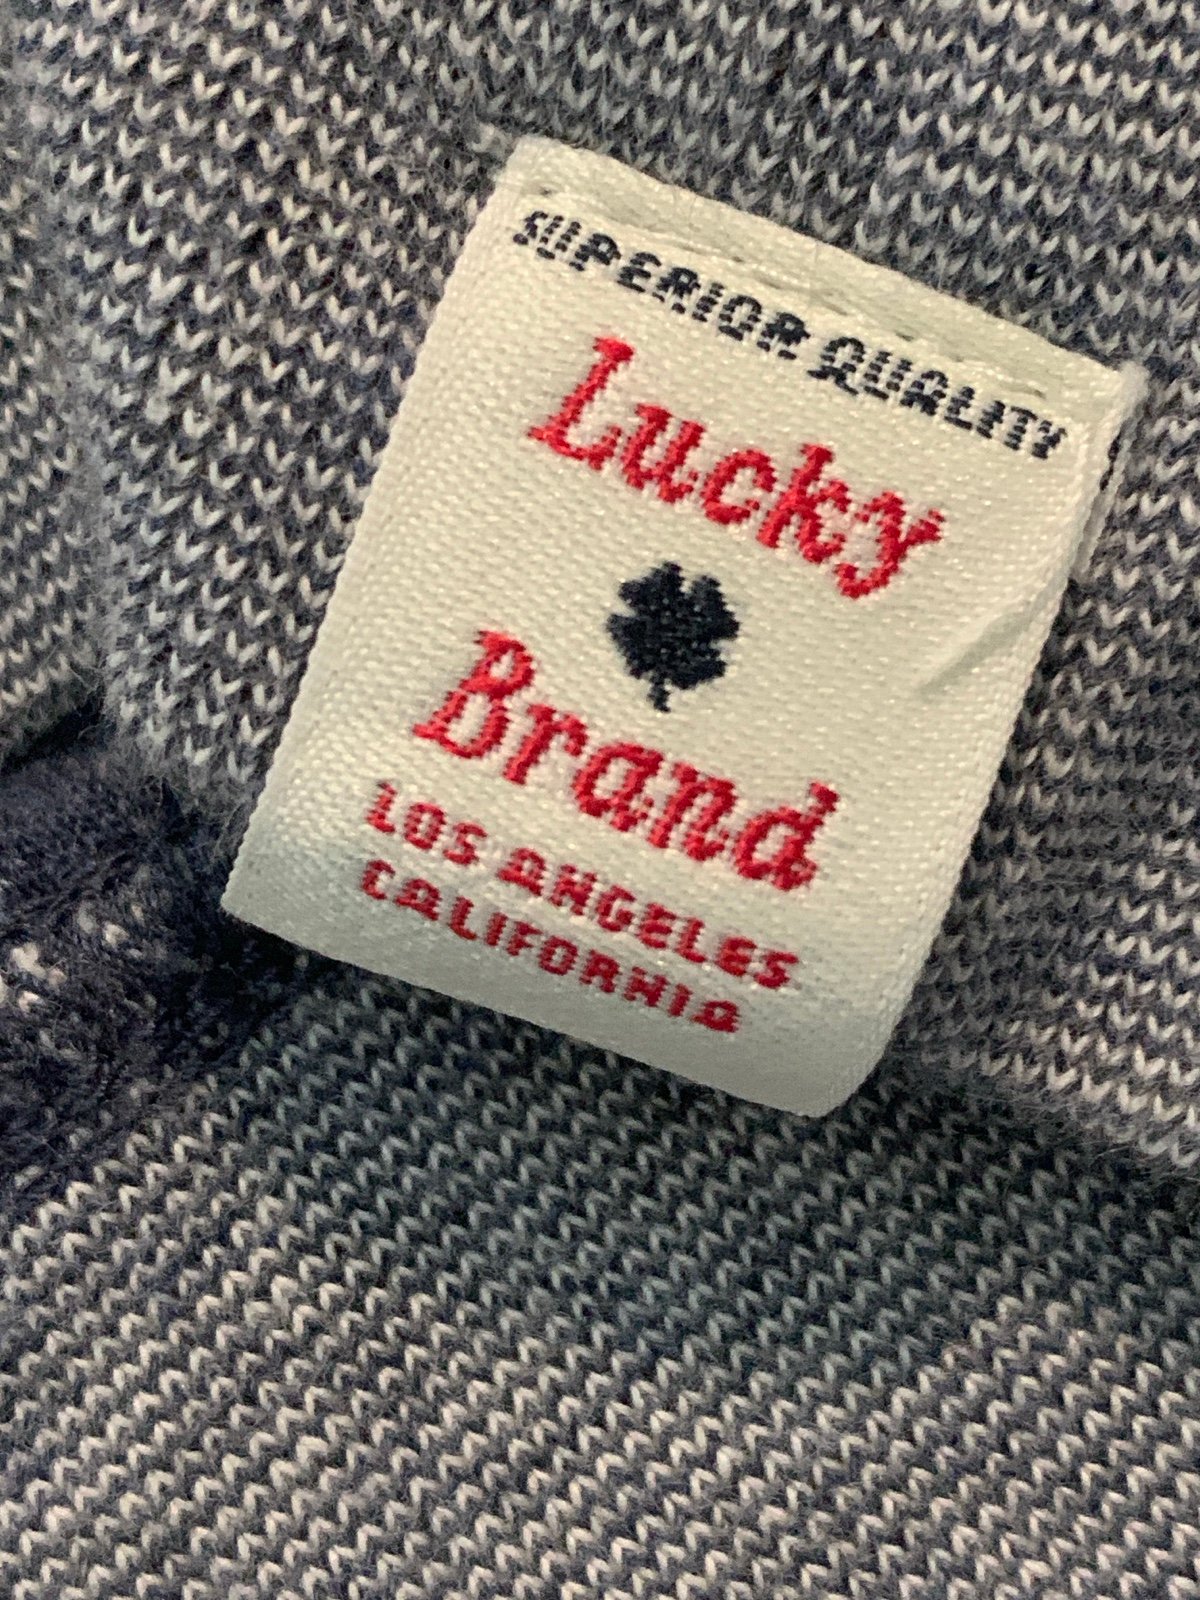 SUPERIOR QUALITY
Lucky
Brand
LOS ANGELES
CALIFORNIA